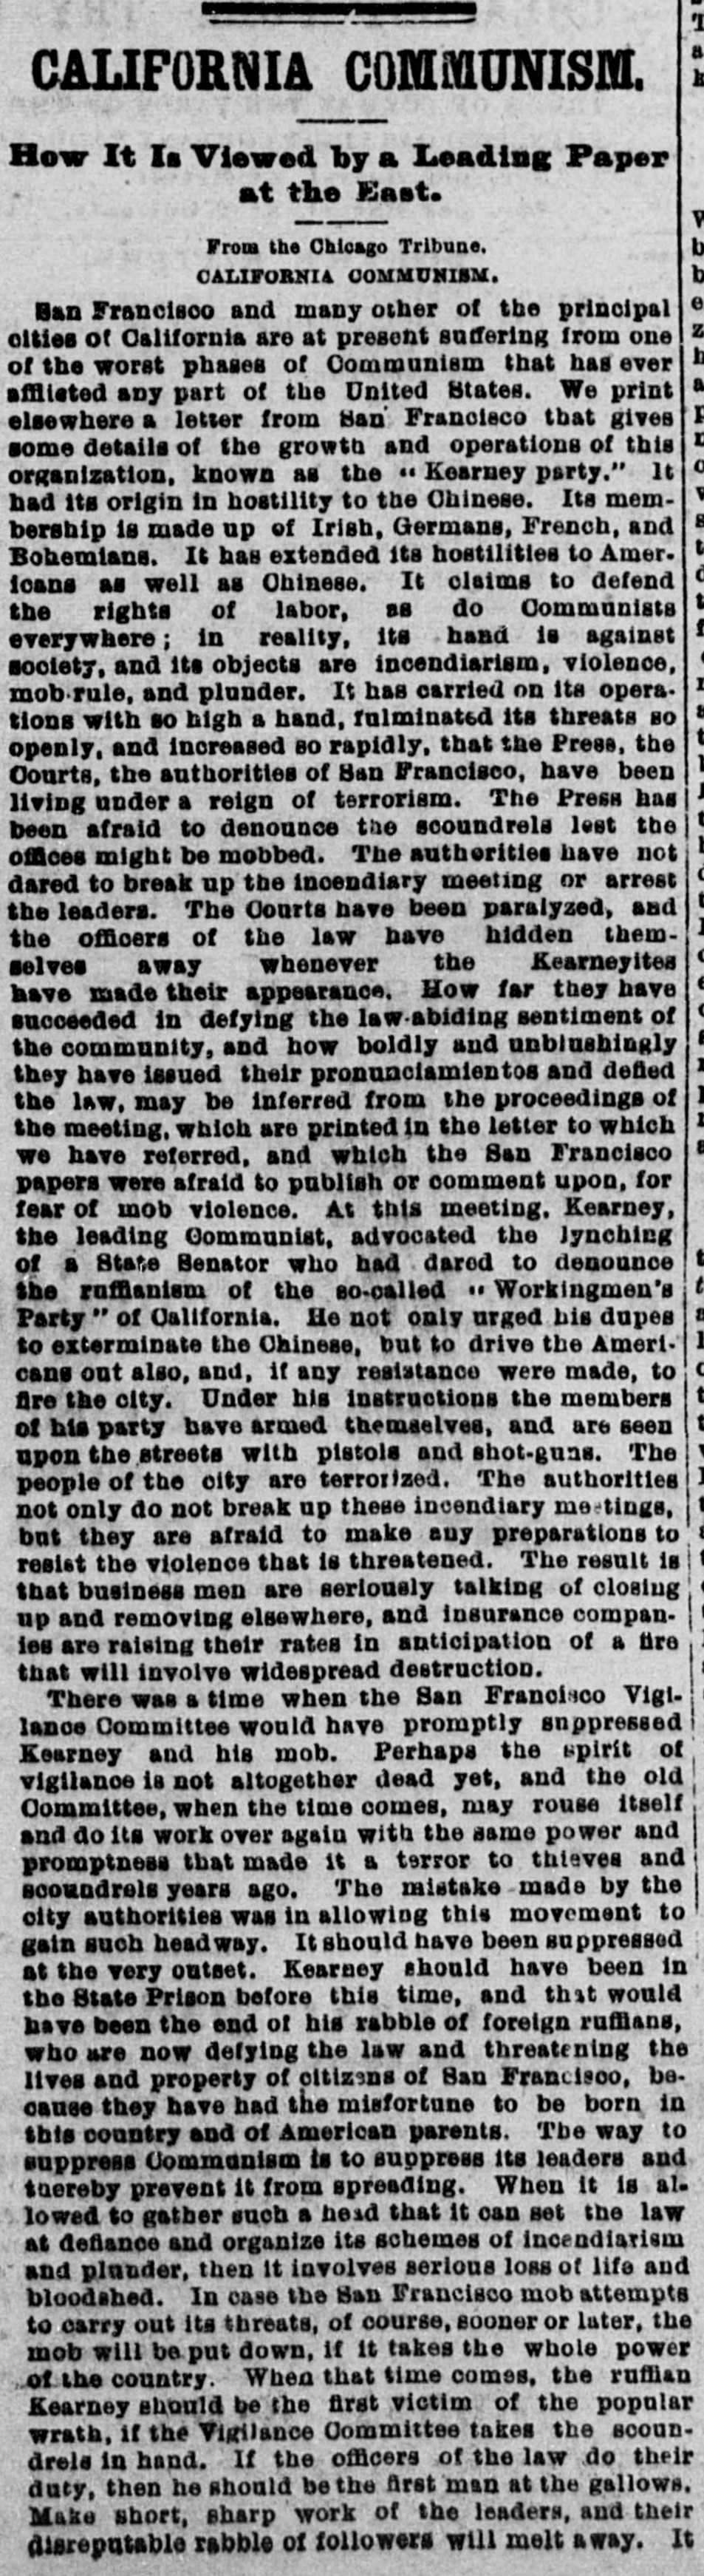 CALIFORNIA COMMUNISM.
How It Is Viewed by a Leading Paper
at the East.
From the Chicago Tribune.
CALIFORNIA COMMUNISM.
San Francisco and many other of the principal
cities of California are at present suffering from one
of the worst phases of Communism that has ever
afflicted any part of the United States. We print
elsewhere a letter from San Francisco that gives
some details of the growth and operations of this
organization, known as the "Kearney party." It
had its origin in hostility to the Chinese. Its mem-
bership is made up of Irish, Germans, French, and
Bohemians. It has extended its hostilities to Amer-
icans as well as Chinese. It claims to defend
the rights of labor, as do Communists
everywhere; in reality, its hand is against
society, and its objects are incendiarism, violence,
mob-rule, and plunder. It has carried on its opera-
tions with so high a hand, fulminated its threats so
openly, and increased so rapidly, that the Press, the
Courts, the authorities of San Francisco, have been
living under a reign of terrorism. The Press has
been afraid to denounce the scoundrels lest the
offices might be mobbed. The authorities have not
dared to break up the incendiary meeting or arrest
the leaders. The Courts have been paralyzed, and
the officers of the law have hidden them-
selves away whenever the Kearneyites
have made their appearance. How far they have
succeeded in defying the law-abiding sentiment of
the community, and how boldly and unblushingly
they have issued their pronunciamientos and defied
the law, may be inferred from the proceedings of
the meeting, which are printed in the letter to which
we have referred, and which the San Francisco
papers were afraid to publish or comment upon, for
fear of mob violence. At this meeting, Kearney,
the leading Communist, advocated the lynching
of a State Senator who had dared to denounce
the ruffianism of the so-called "Workingmen's
Party" of California. He not only urged his dupes
to exterminate the Chinese, but to drive the Ameri-
cans out also, and, if any resistance were made, to
fire the city. Under his instructions the members
of his party have armed themselves, and are seen
upon the streets with pistols and shot-guns. The
people of the city are terrorized. The authorities
not only do not break up these incendiary meetings,
but they are afraid to make any preparations to
resist the violence that is threatened. The result is
that business men are seriously talking of closing
up and removing elsewhere, and insurance compan-
ies are raising their rates in anticipation of a fire
that will involve widespread destruction.
There was a time when the San Francisco Vigi-
lance Committee would have promptly suppressed
Kearney and his mob. Perhaps the spirit of
vigilance is not altogether dead yet, and the old
Committee, when the time comes, may rouse itself
and do its work over again with the same power and
promptness that made it a terror to thieves and
scoundrels years ago. The mistake made by the
city authorities was in allowing this movement to
gain such headway. It should have been suppressed
at the very outset. Kearney should have been in
the State Prison before this time, and that would
have been the end of his rabble of foreign ruffians,
who are now defying the law and threatening the
lives and property of citizens of San Francisco, be-
cause they have had the misfortune to be born in
this country and of American parents. The way to
suppress Communism is to suppress its leaders and
thereby prevent it from spreading. When it is al-
lowed to gather such a head that it can set the law
at defiance and organize its schemes of incendiarism
and plunder, then it involves serious loss of life and
bloodshed. In case the San Francisco mob attempts
to carry out its threats, of course, sooner or later, the
mob will be put down, if it takes the whole power
of the country. When that time comes, the ruffian
Kearney should be the first victim of the popular
wrath, if the Vigilance Committee takes the scoun-
drels in hand. If the officers of the law do their
duty, then he should be the first man at the gallows.
Make short, sharp work of the leaders, and their
disreputable rabble of followers will melt away. It